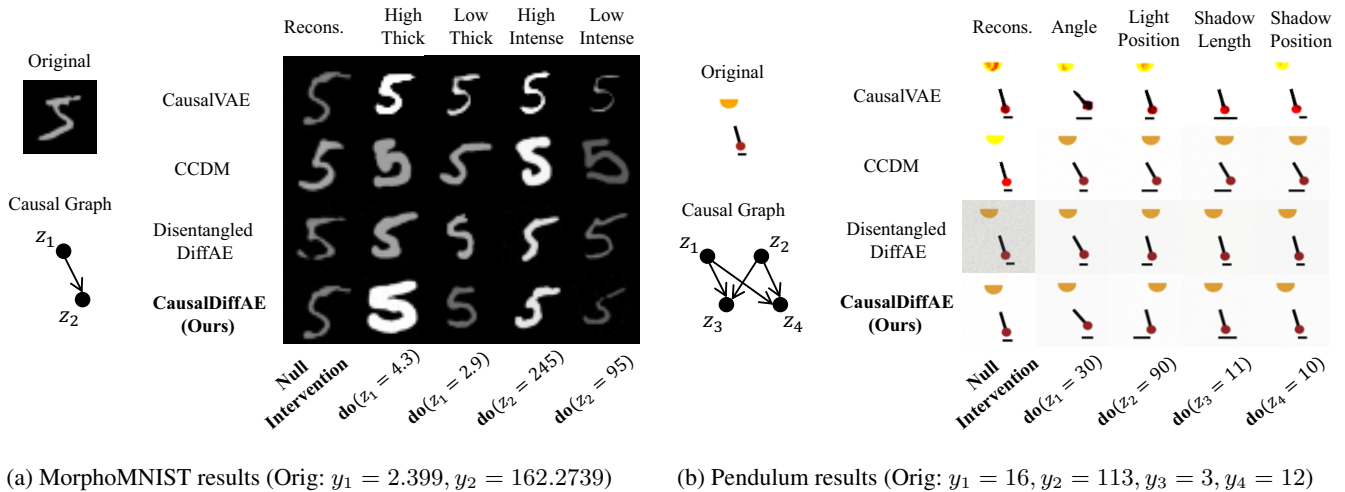 Recons.
High Thick
Low Thick
High Intense
Low Intense
Original
CausalVAE
CCDM
Causal Graph
z₁
z₂
Disentangled
DiffAE
CausalDiffAE
(Ours)
Null
Intervention
do(z₁ = 4.3)
do(z₁ = 2.9)
do(z₂ = 245)
do(z₂ = 95)
(a) MorphoMNIST results (Orig: y₁ = 2.399, y₂ = 162.2739)
Recons.
Angle
Light Position
Shadow Length
Shadow Position
Original
CausalVAE
CCDM
Causal Graph
z₁
z₂
z₃
z₄
Disentangled
DiffAE
CausalDiffAE
(Ours)
Null
Intervention
do(z₁ = 30)
do(z₂ = 90)
do(z₃ = 11)
do(z₄ = 10)
(b) Pendulum results (Orig: y₁ = 16, y₂ = 113, y₃ = 3, y₄ = 12)